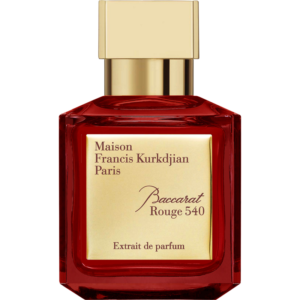 Maison
Francis Kurkdjian
Paris
Baccarat
Rouge 540
Extrait de parfum